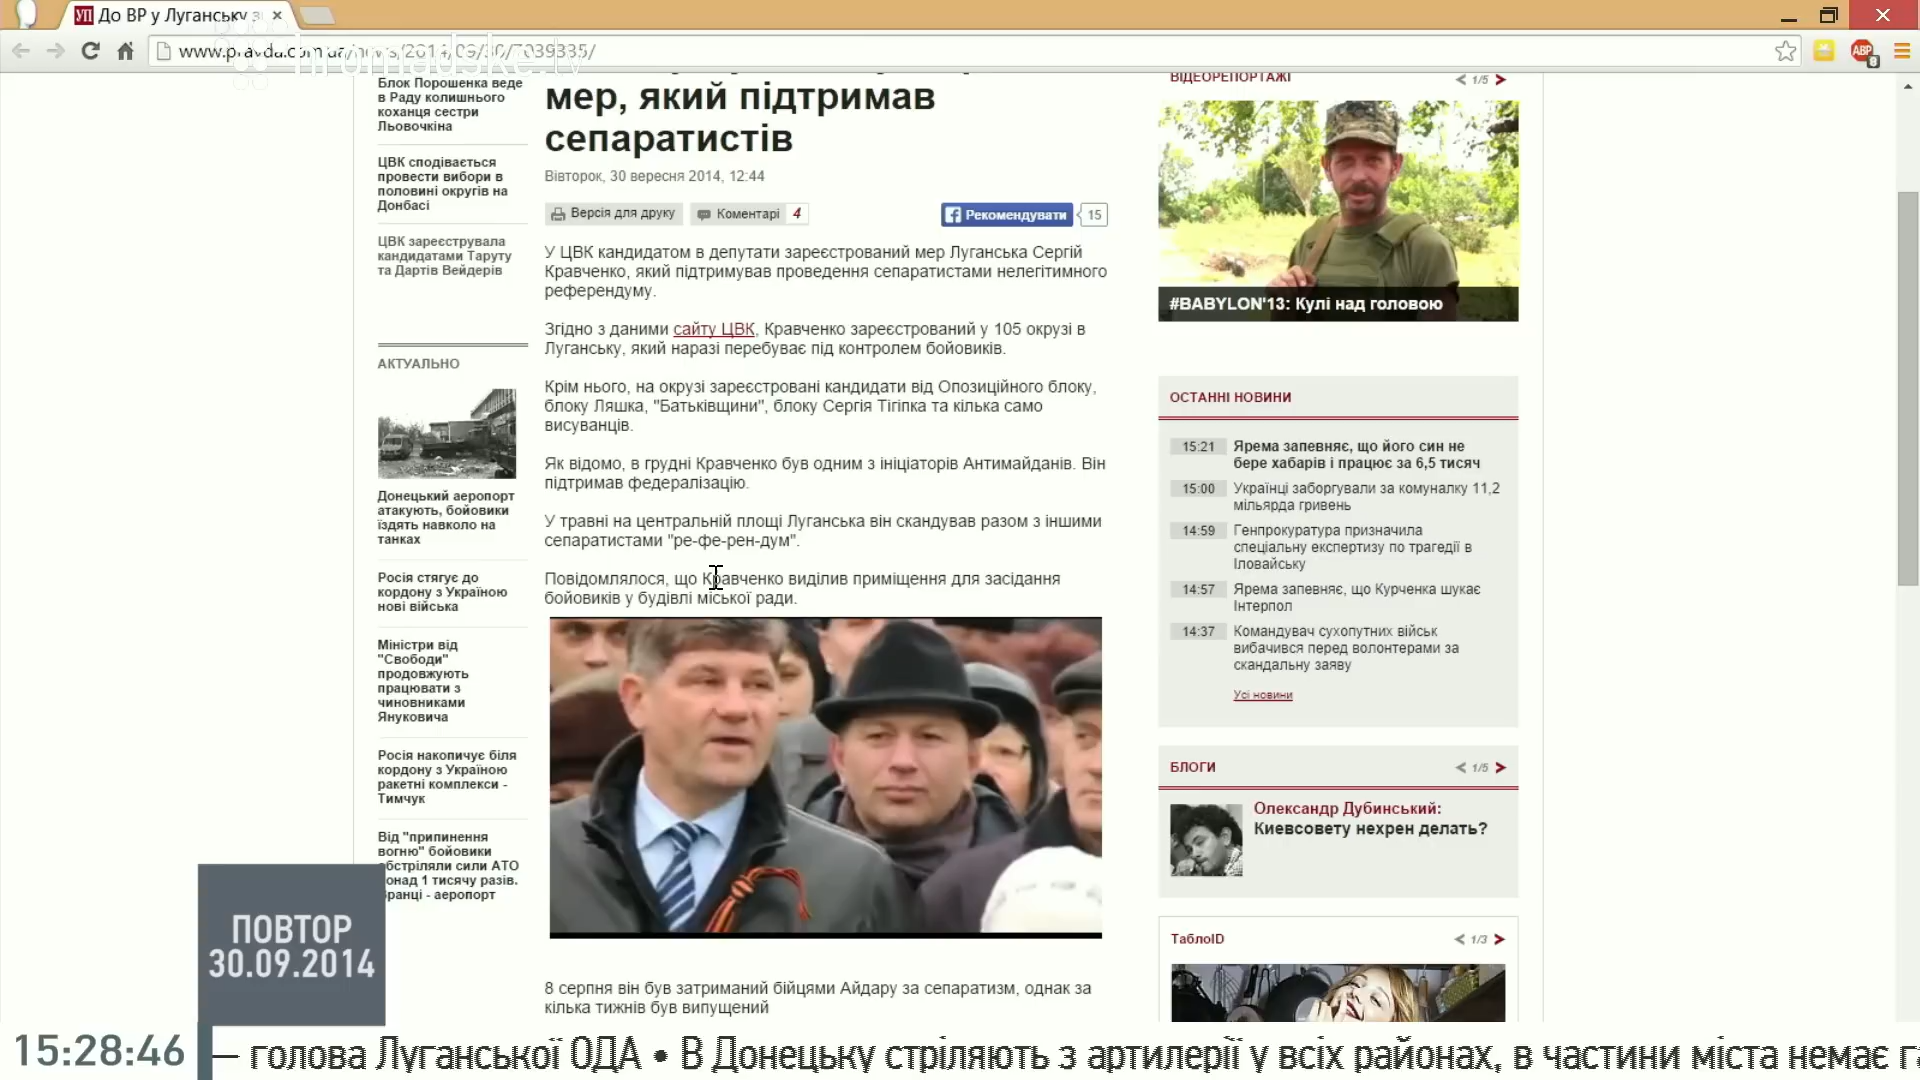 До ВР у Луганську
www.pravda.com.ua/news/2014/09/30/7039335/
hromadske.tv
Блок Порошенка веде
в Раду колишнього
коханця сестри
Льовочкіна
ЦВК сподівається
провести вибори в
половині округів на
Донбасі
ЦВК зареєструвала
кандидатами Таруту
та Дартів Вейдерів
АКТУАЛЬНО
Донецький аеропорт
атакують, бойовики
їздять навколо на
танках
Росія стягує до
кордону з Україною
нові війська
Міністри від
"Свободи"
продовжують
працювати з
чиновниками
Януковича
Росія накопичує біля
кордону з Україною
ракетні комплекси -
Тимчук
Від "припинення
вогню" бойовики
обстріляли сили АТО
понад 1 тисячу разів.
Вранці - аеропорт
мер, який підтримав
сепаратистів
Вівторок, 30 вересня 2014, 12:44
Версія для друку
Коментарі 4
Рекомендувати 15
У ЦВК кандидатом в депутати зареєстрований мер Луганська Сергій
Кравченко, який підтримував проведення сепаратистами нелегітимного
референдуму.
Згідно з даними сайту ЦВК, Кравченко зареєстрований у 105 окрузі в
Луганську, який наразі перебуває під контролем бойовиків.
Крім нього, на окрузі зареєстровані кандидати від Опозиційного блоку,
блоку Ляшка, "Батьківщини", блоку Сергія Тігіпка та кілька само
висуванців.
Як відомо, в грудні Кравченко був одним з ініціаторів Антимайданів. Він
підтримав федералізацію.
У травні на центральній площі Луганська він скандував разом з іншими
сепаратистами "ре-фе-рен-дум".
Повідомлялося, що Кравченко виділив приміщення для засідання
бойовиків у будівлі міської ради.
8 серпня він був затриманий бійцями Айдару за сепаратизм, однак за
кілька тижнів був випущений
ВІДЕОРЕПОРТАЖІ
1/5
#BABYLON'13: Кулі над головою
ОСТАННІ НОВИНИ
15:21 Ярема запевняє, що його син не
бере хабарів і працює за 6,5 тисяч
15:00 Українці заборгували за комуналку 11,2
мільярда гривень
14:59 Генпрокуратура призначила
спеціальну експертизу по трагедії в
Іловайську
14:57 Ярема запевняє, що Курченка шукає
Інтерпол
14:37 Командувач сухопутних військ
вибачився перед волонтерами за
скандальну заяву
Усі новини
БЛОГИ
1/5
Олександр Дубинський:
Киевсовету нехрен делать?
ТаблоID
1/3
ПОВТОР
30.09.2014
15:28:46
— голова Луганської ОДА • В Донецьку стріляють з артилерії у всіх районах, в частини міста немає